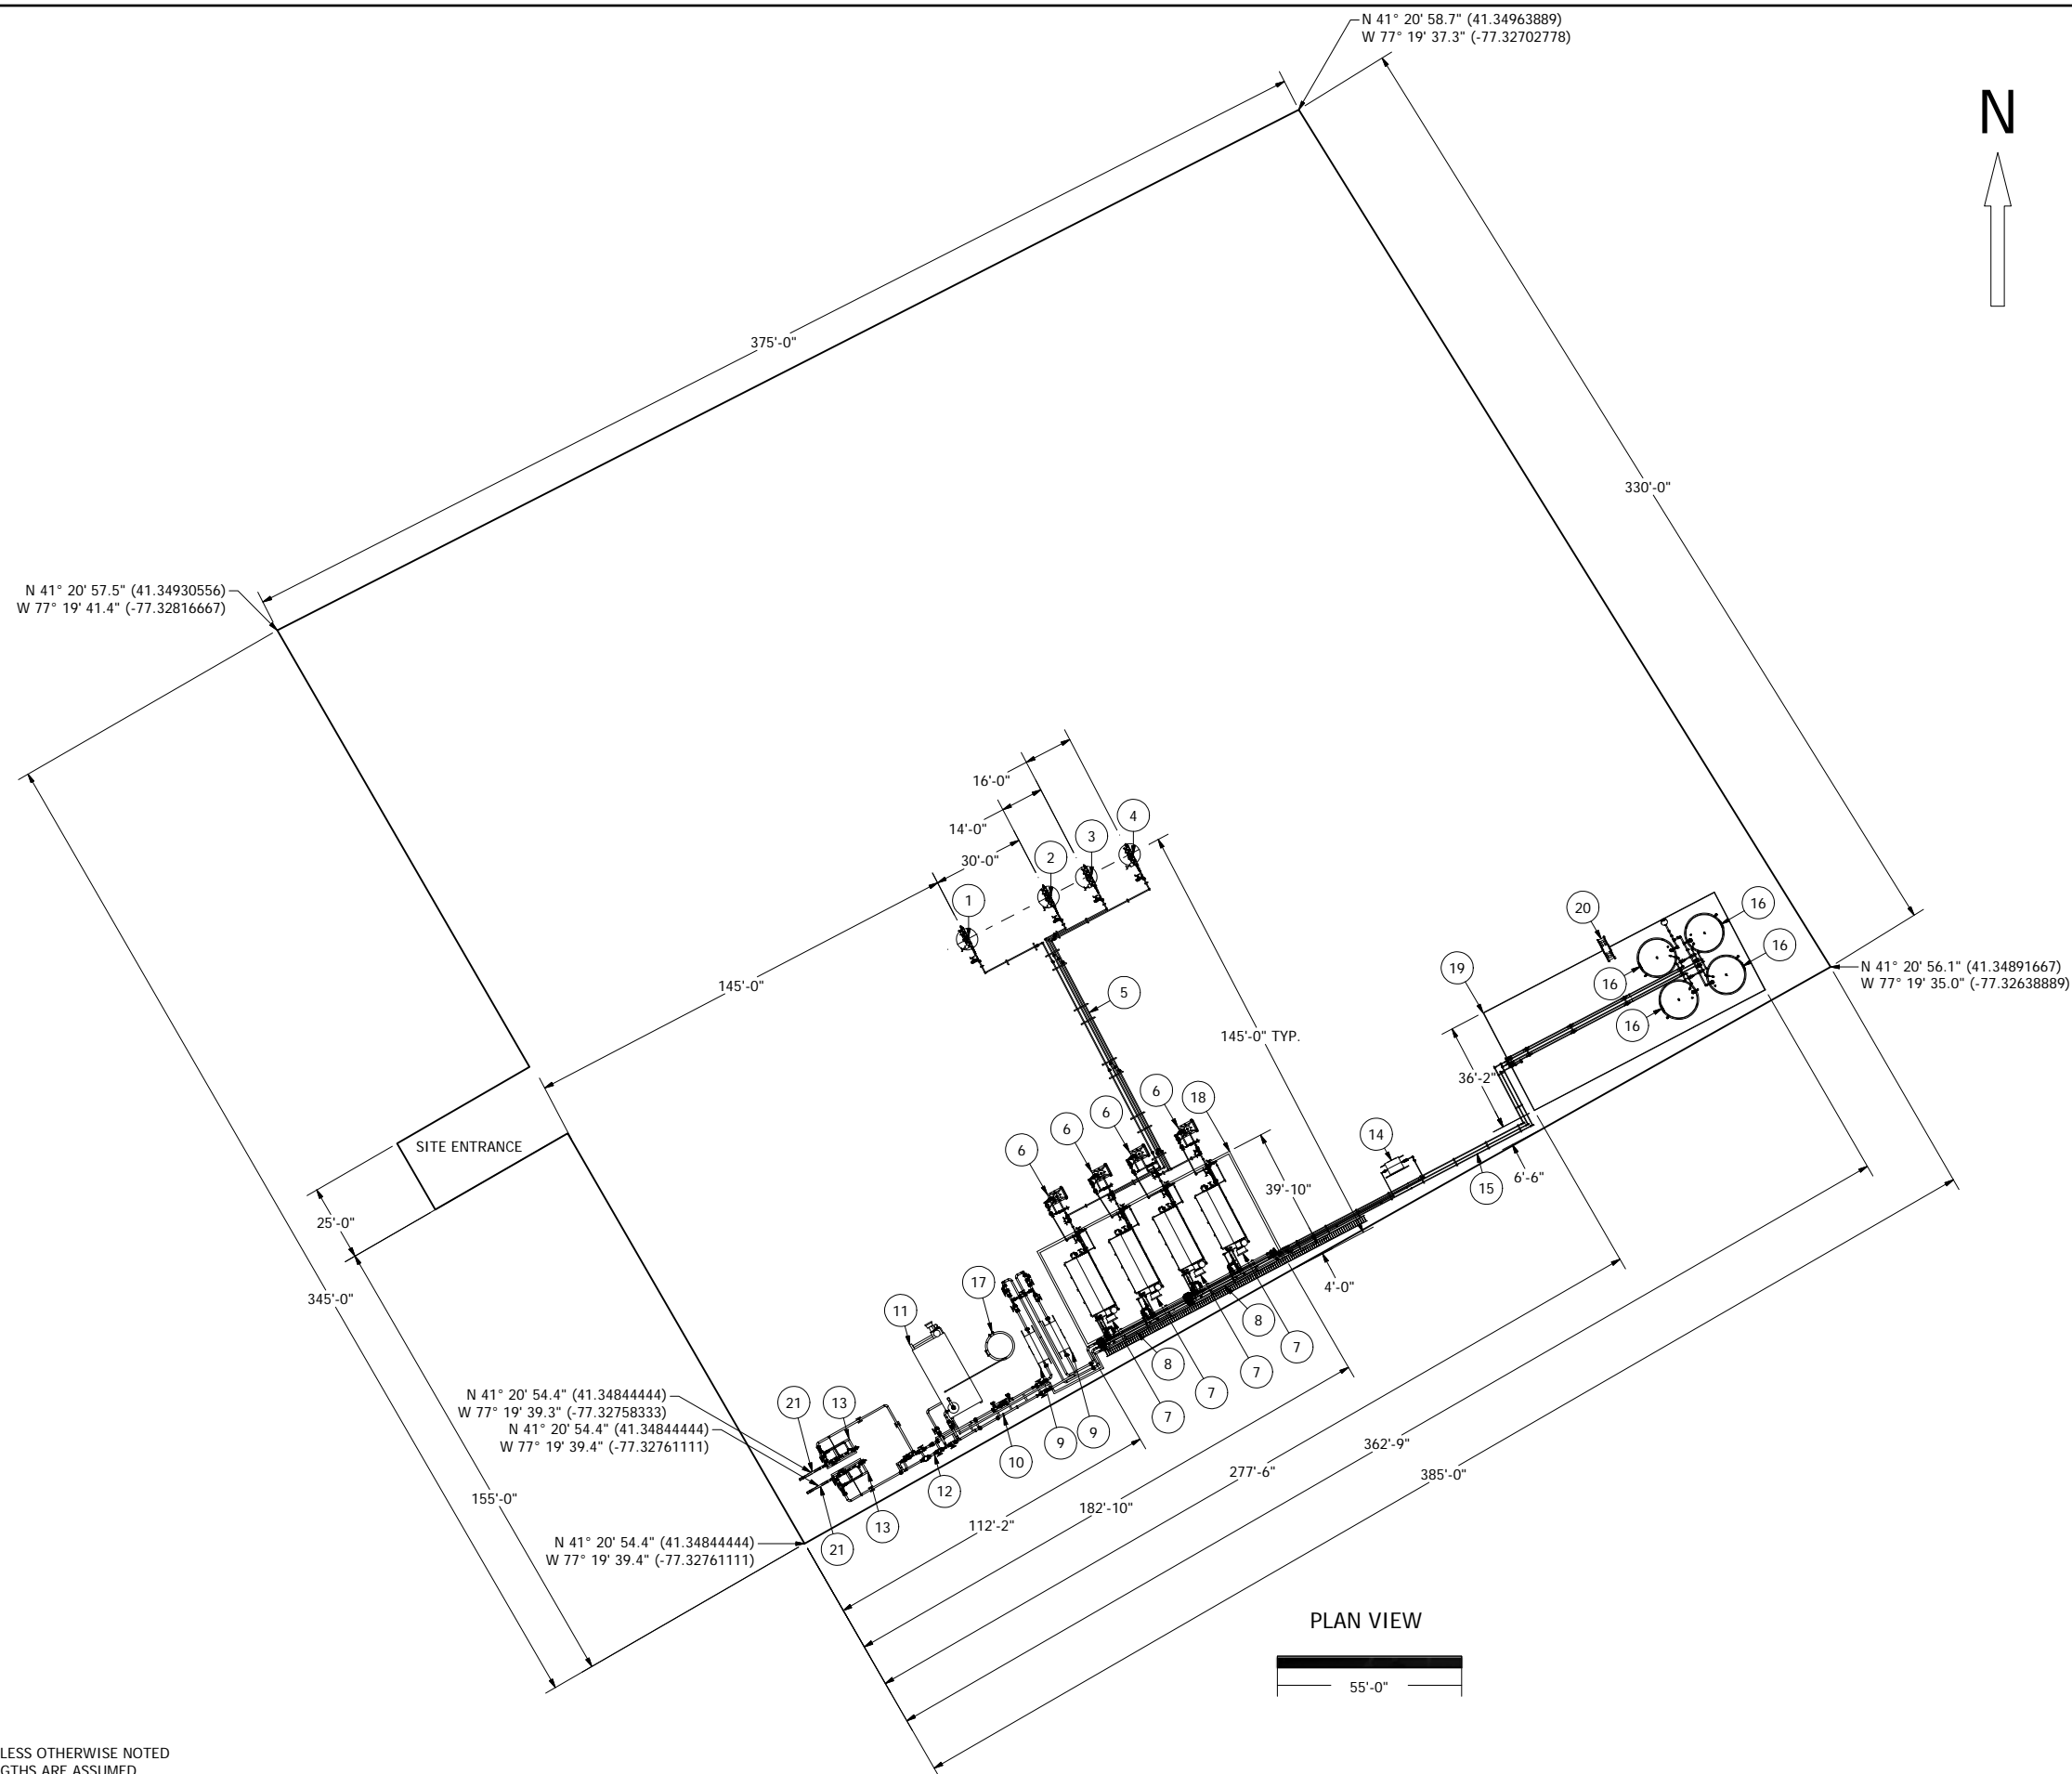 N 41° 20' 58.7" (41.34963889)
W 77° 19' 37.3" (-77.32702778)
N
375'-0"
330'-0"
N 41° 20' 57.5" (41.34930556)
W 77° 19' 41.4" (-77.32816667)
16'-0"
14'-0"
30'-0"
4
3
2
1
20
16
16
16
16
19
N 41° 20' 56.1" (41.34891667)
W 77° 19' 35.0" (-77.32638889)
145'-0"
5
145'-0" TYP.
36'-2"
6
6
6
6
18
14
SITE ENTRANCE
15
6'-6"
39'-10"
25'-0"
345'-0"
17
11
4'-0"
8
8
7
7
7
7
N 41° 20' 54.4" (41.34844444)
W 77° 19' 39.3" (-77.32758333)
N 41° 20' 54.4" (41.34844444)
W 77° 19' 39.4" (-77.32761111)
21
13
9
9
10
12
13
21
155'-0"
362'-9"
277'-6"
385'-0"
182'-10"
112'-2"
N 41° 20' 54.4" (41.34844444)
W 77° 19' 39.4" (-77.32761111)
PLAN VIEW
55'-0"
LESS OTHERWISE NOTED
GTHS ARE ASSUMED